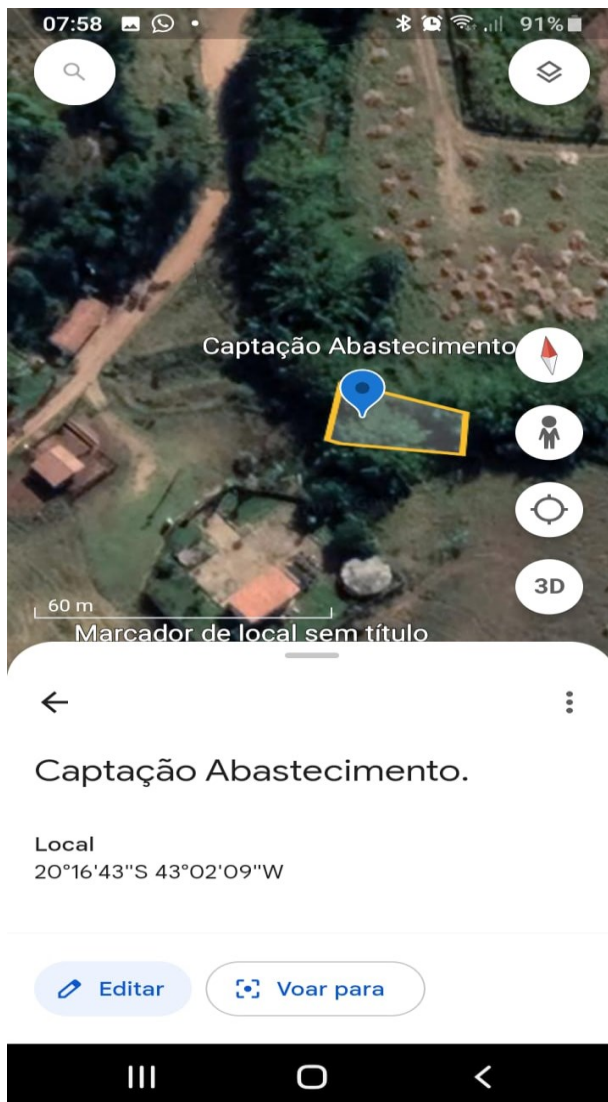 07:58
91%
Captação Abastecimento
3D
60 m
Marcador de local sem título
Captação Abastecimento.
Local
20°16'43"S 43°02'09"W
Editar
Voar para